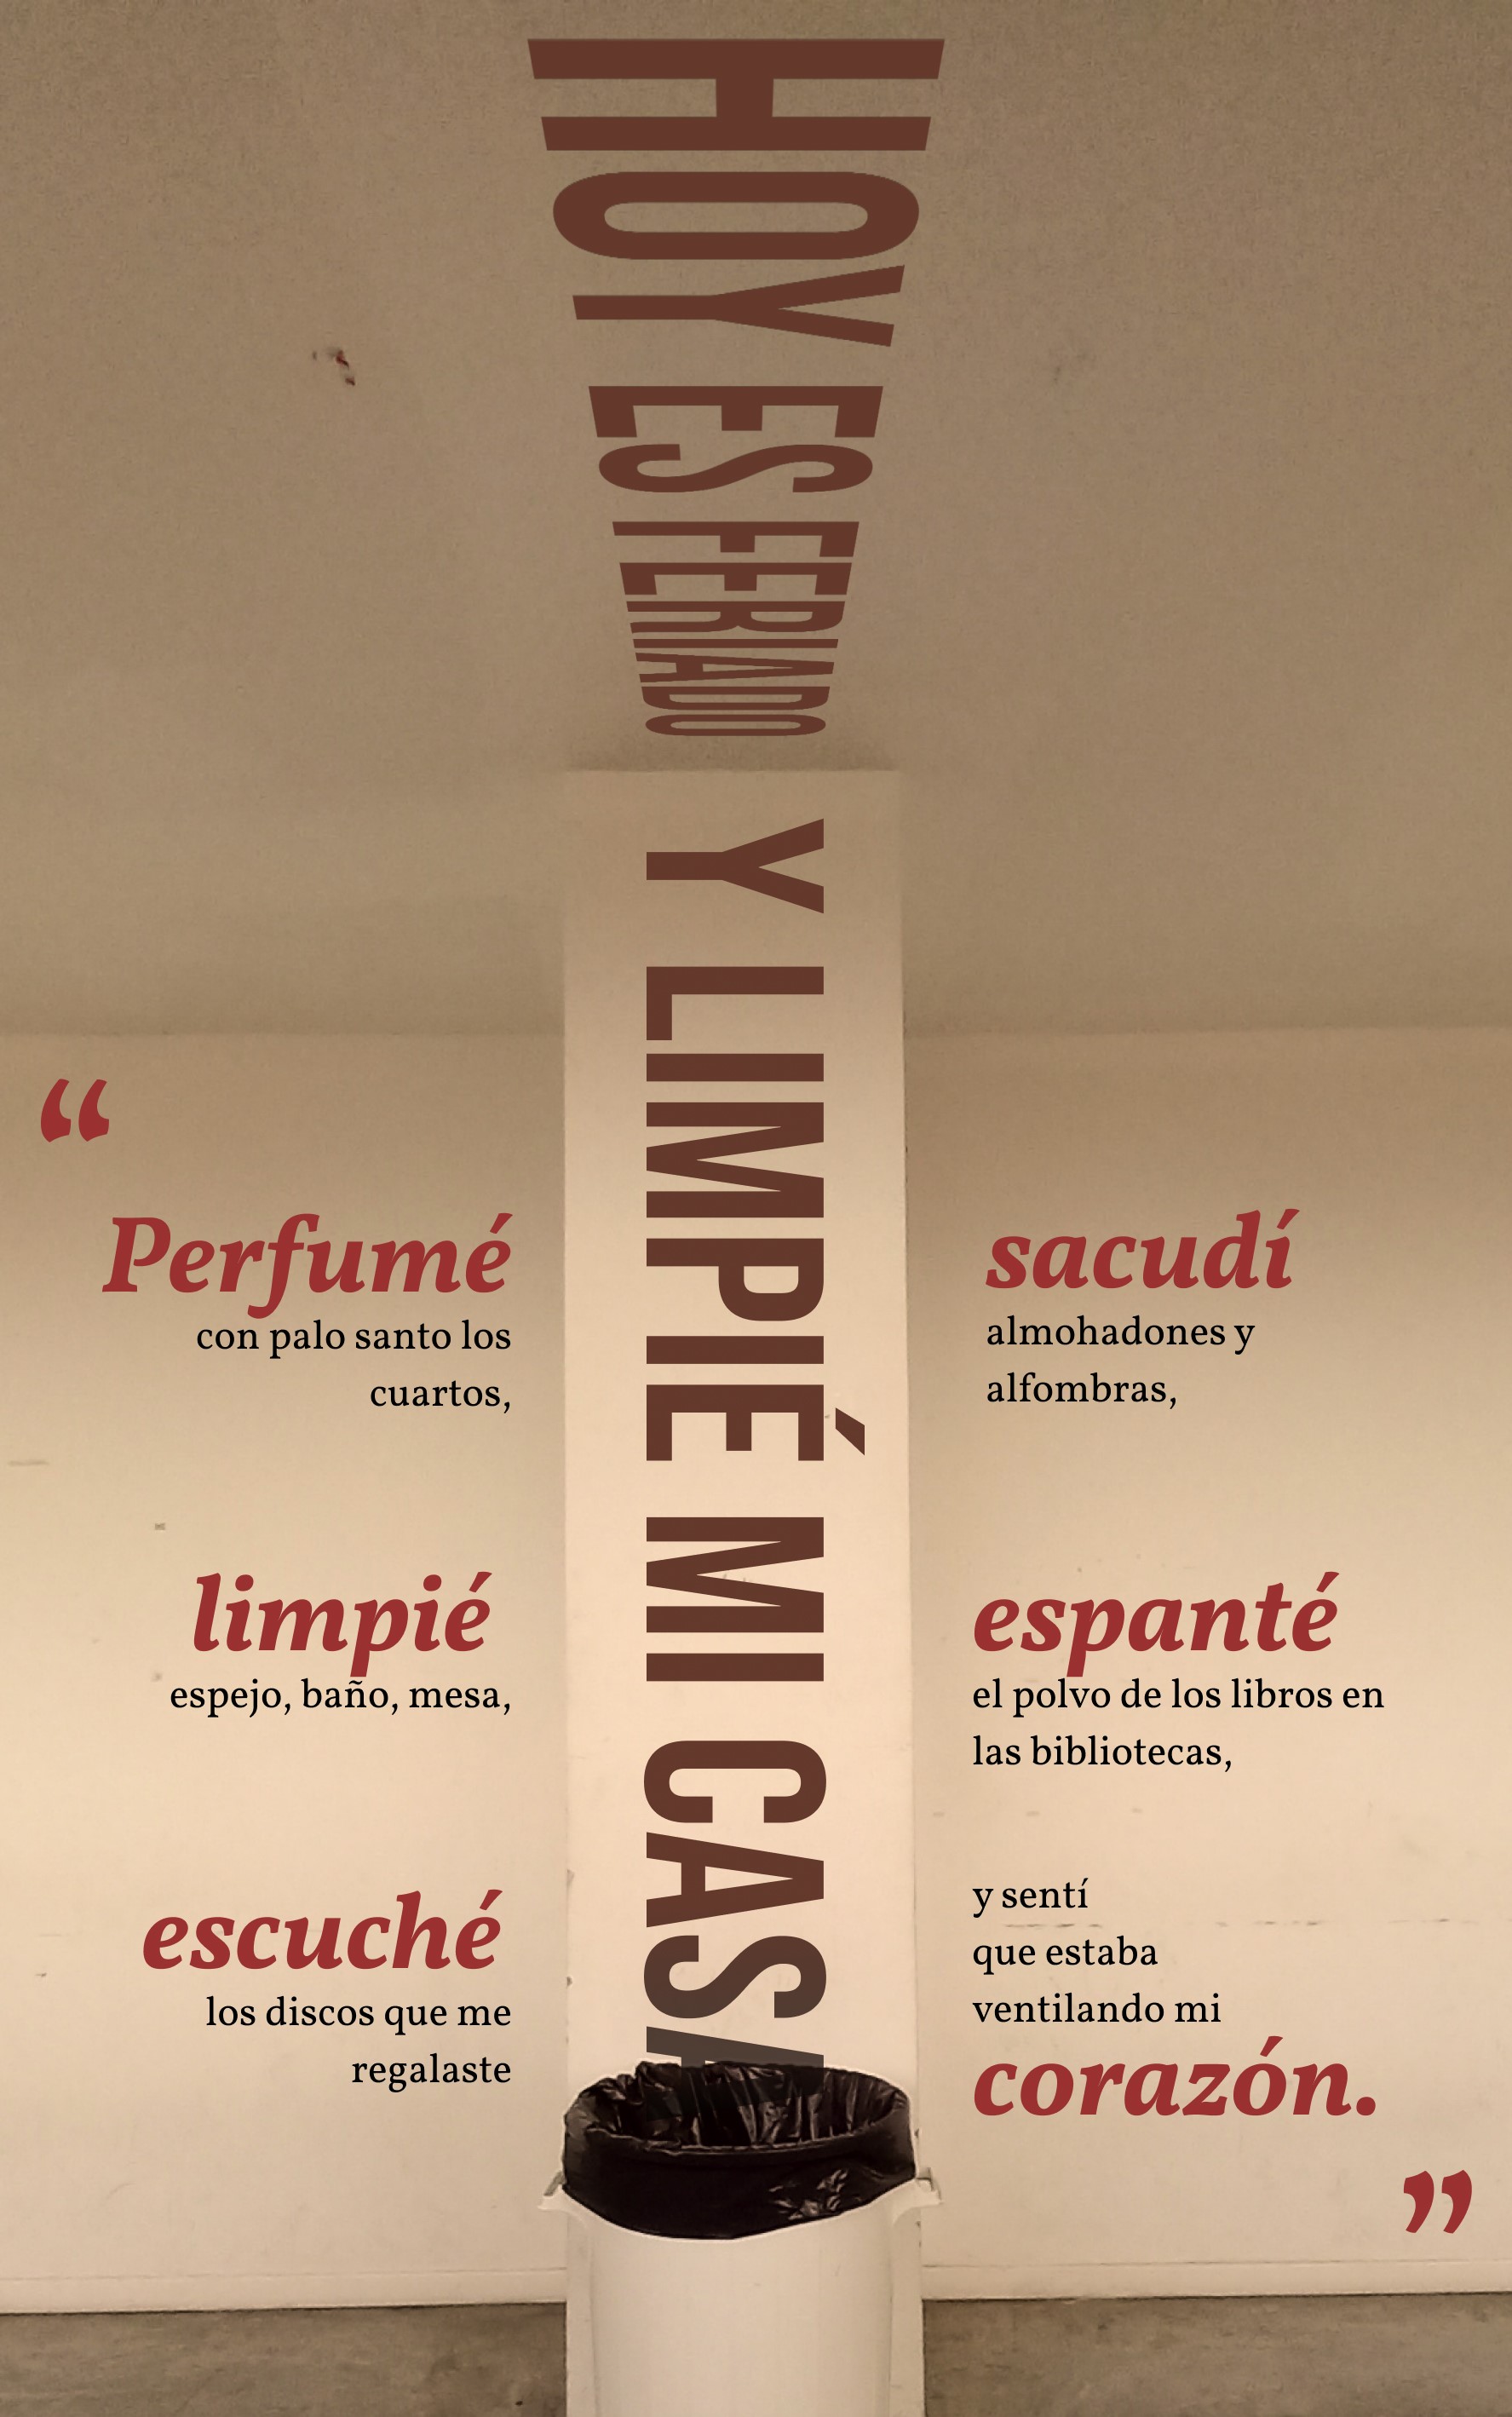 HOY ES FERIADO Y LIMPIÉ MI CASA
“
Perfumé
con palo santo los
cuartos,
sacudí
almohadones y
alfombras,
limpié
espejo, baño, mesa,
espanté
el polvo de los libros en
las bibliotecas,
escuché
los discos que me
regalaste
y sentí
que estaba
ventilando mi
corazón.
”